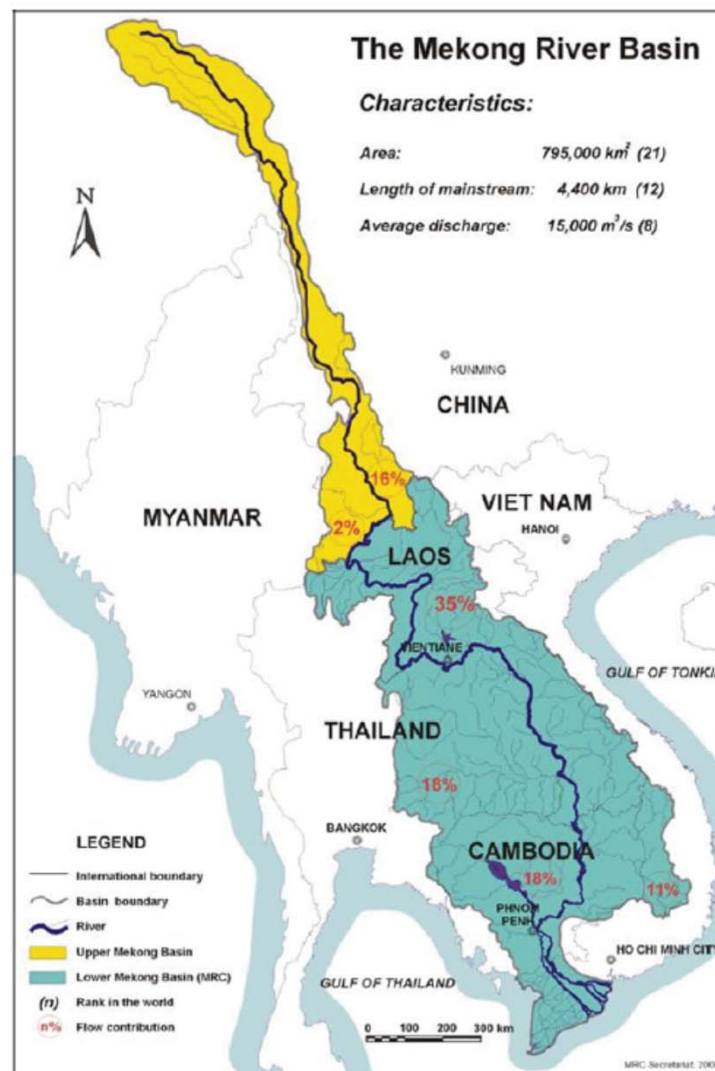 The Mekong River Basin
Characteristics:
Area: 795,000 km² (21)
Length of mainstream: 4,400 km (12)
Average discharge: 15,000 m³/s (8)
N
KUNMING
CHINA
16%
MYANMAR
VIET NAM
2%
HANOI
LAOS
35%
VIENTIANE
GULF OF TONKI
YANGON
THAILAND
18%
BANGKOK
CAMBODIA
18%
11%
PHNOM
PENH
HO CHI MINH CITY
GULF OF THAILAND
LEGEND
International boundary
Basin boundary
River
Upper Mekong Basin
Lower Mekong Basin (MRC)
(n) Rank in the world
n% Flow contribution
0 100 200 300 km
MRC Secretariat, 200